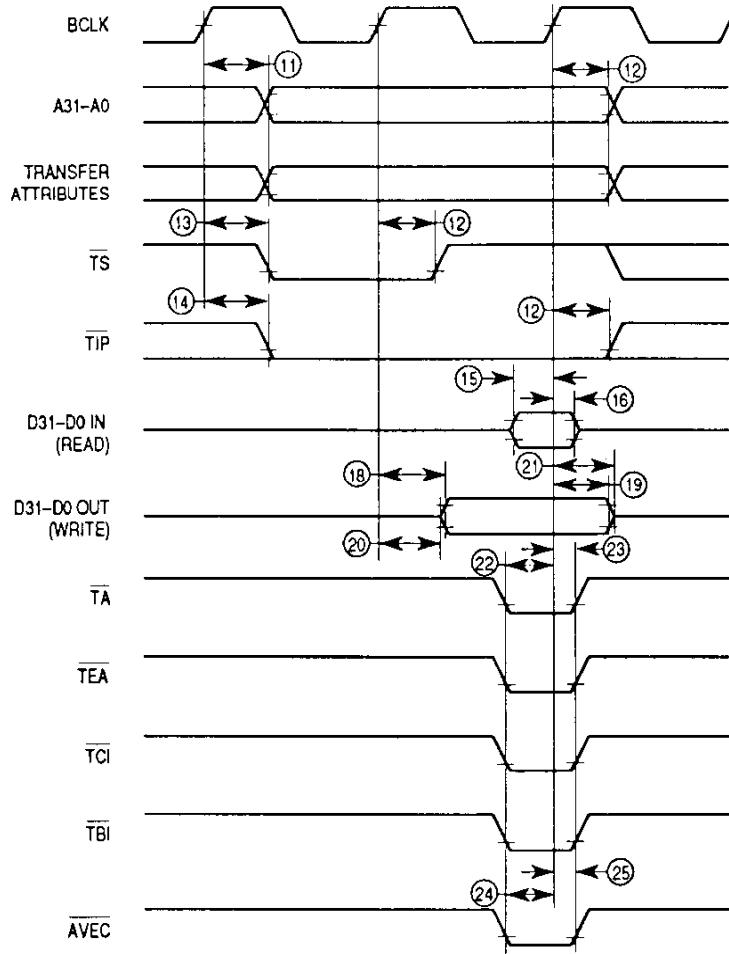 BCLK
11
12
A31–A0
TRANSFER
ATTRIBUTES
13
12
TS
14
12
TIP
15
16
D31–D0 IN
(READ)
21
18
19
D31–D0 OUT
(WRITE)
20
22
23
TA
TEA
TCI
TBI
24
25
AVEC